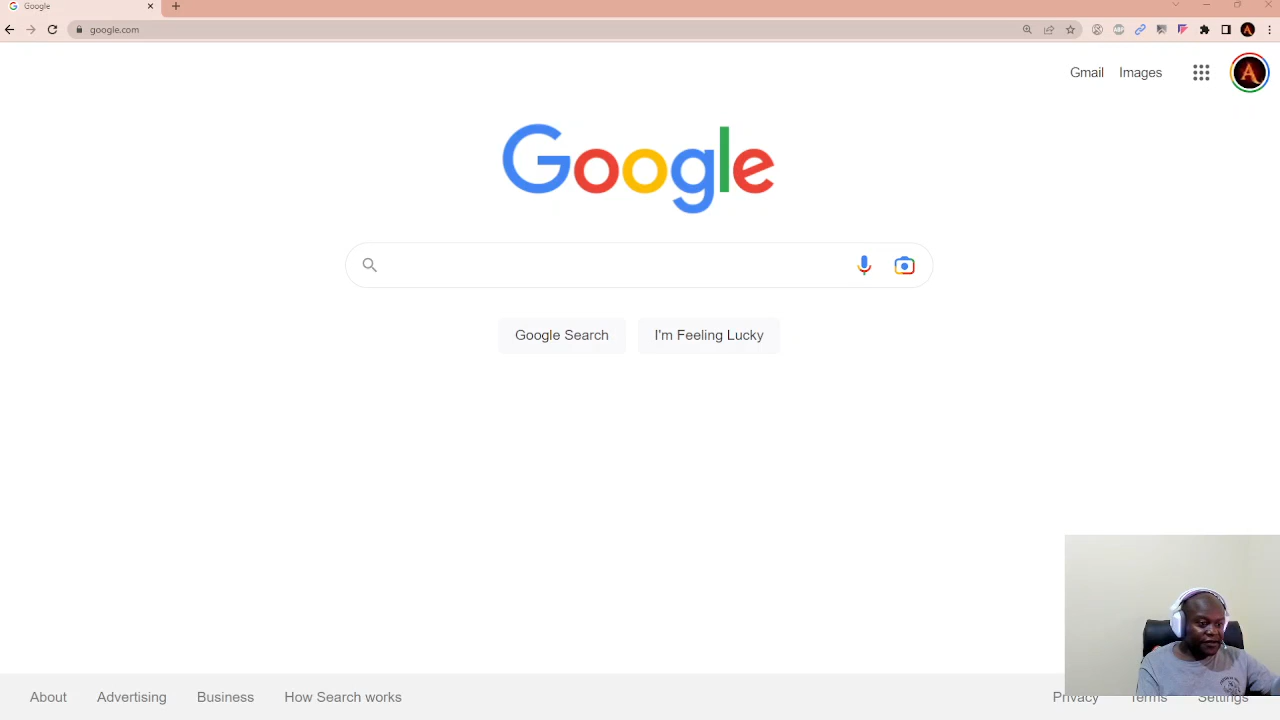 Google
google.com
Gmail Images
A
Google
Google Search I'm Feeling Lucky
About Advertising Business How Search works
Privacy Terms Settings